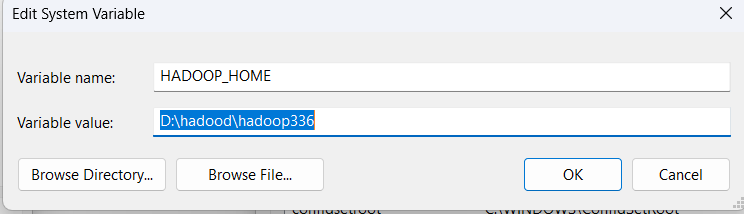 Edit System Variable
Variable name: HADOOP_HOME
Variable value: D:\hadood\hadoop336
Browse Directory... Browse File... OK Cancel